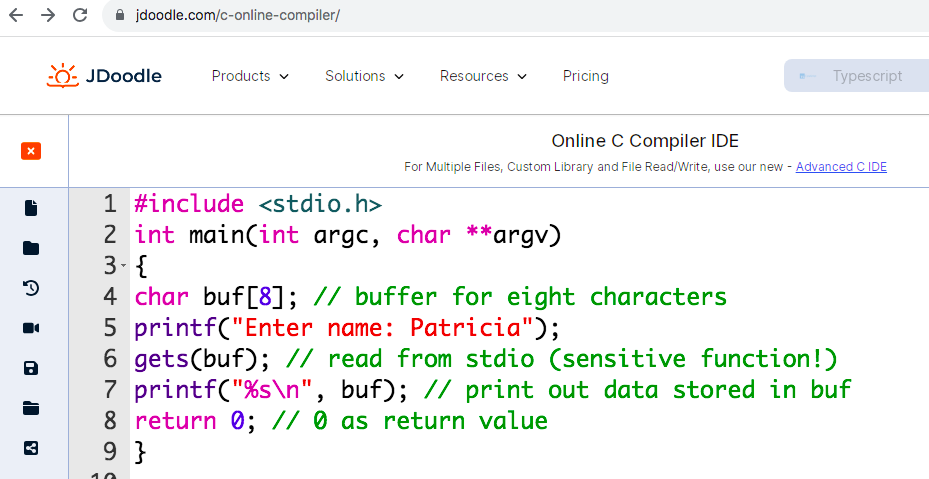 jdoodle.com/c-online-compiler/
JDoodle Products Solutions Resources Pricing Typescript
Online C Compiler IDE
For Multiple Files, Custom Library and File Read/Write, use our new - Advanced C IDE
1 #include <stdio.h>
2 int main(int argc, char **argv)
3 {
4 char buf[8]; // buffer for eight characters
5 printf("Enter name: Patricia");
6 gets(buf); // read from stdio (sensitive function!)
7 printf("%s\n", buf); // print out data stored in buf
8 return 0; // 0 as return value
9 }
10